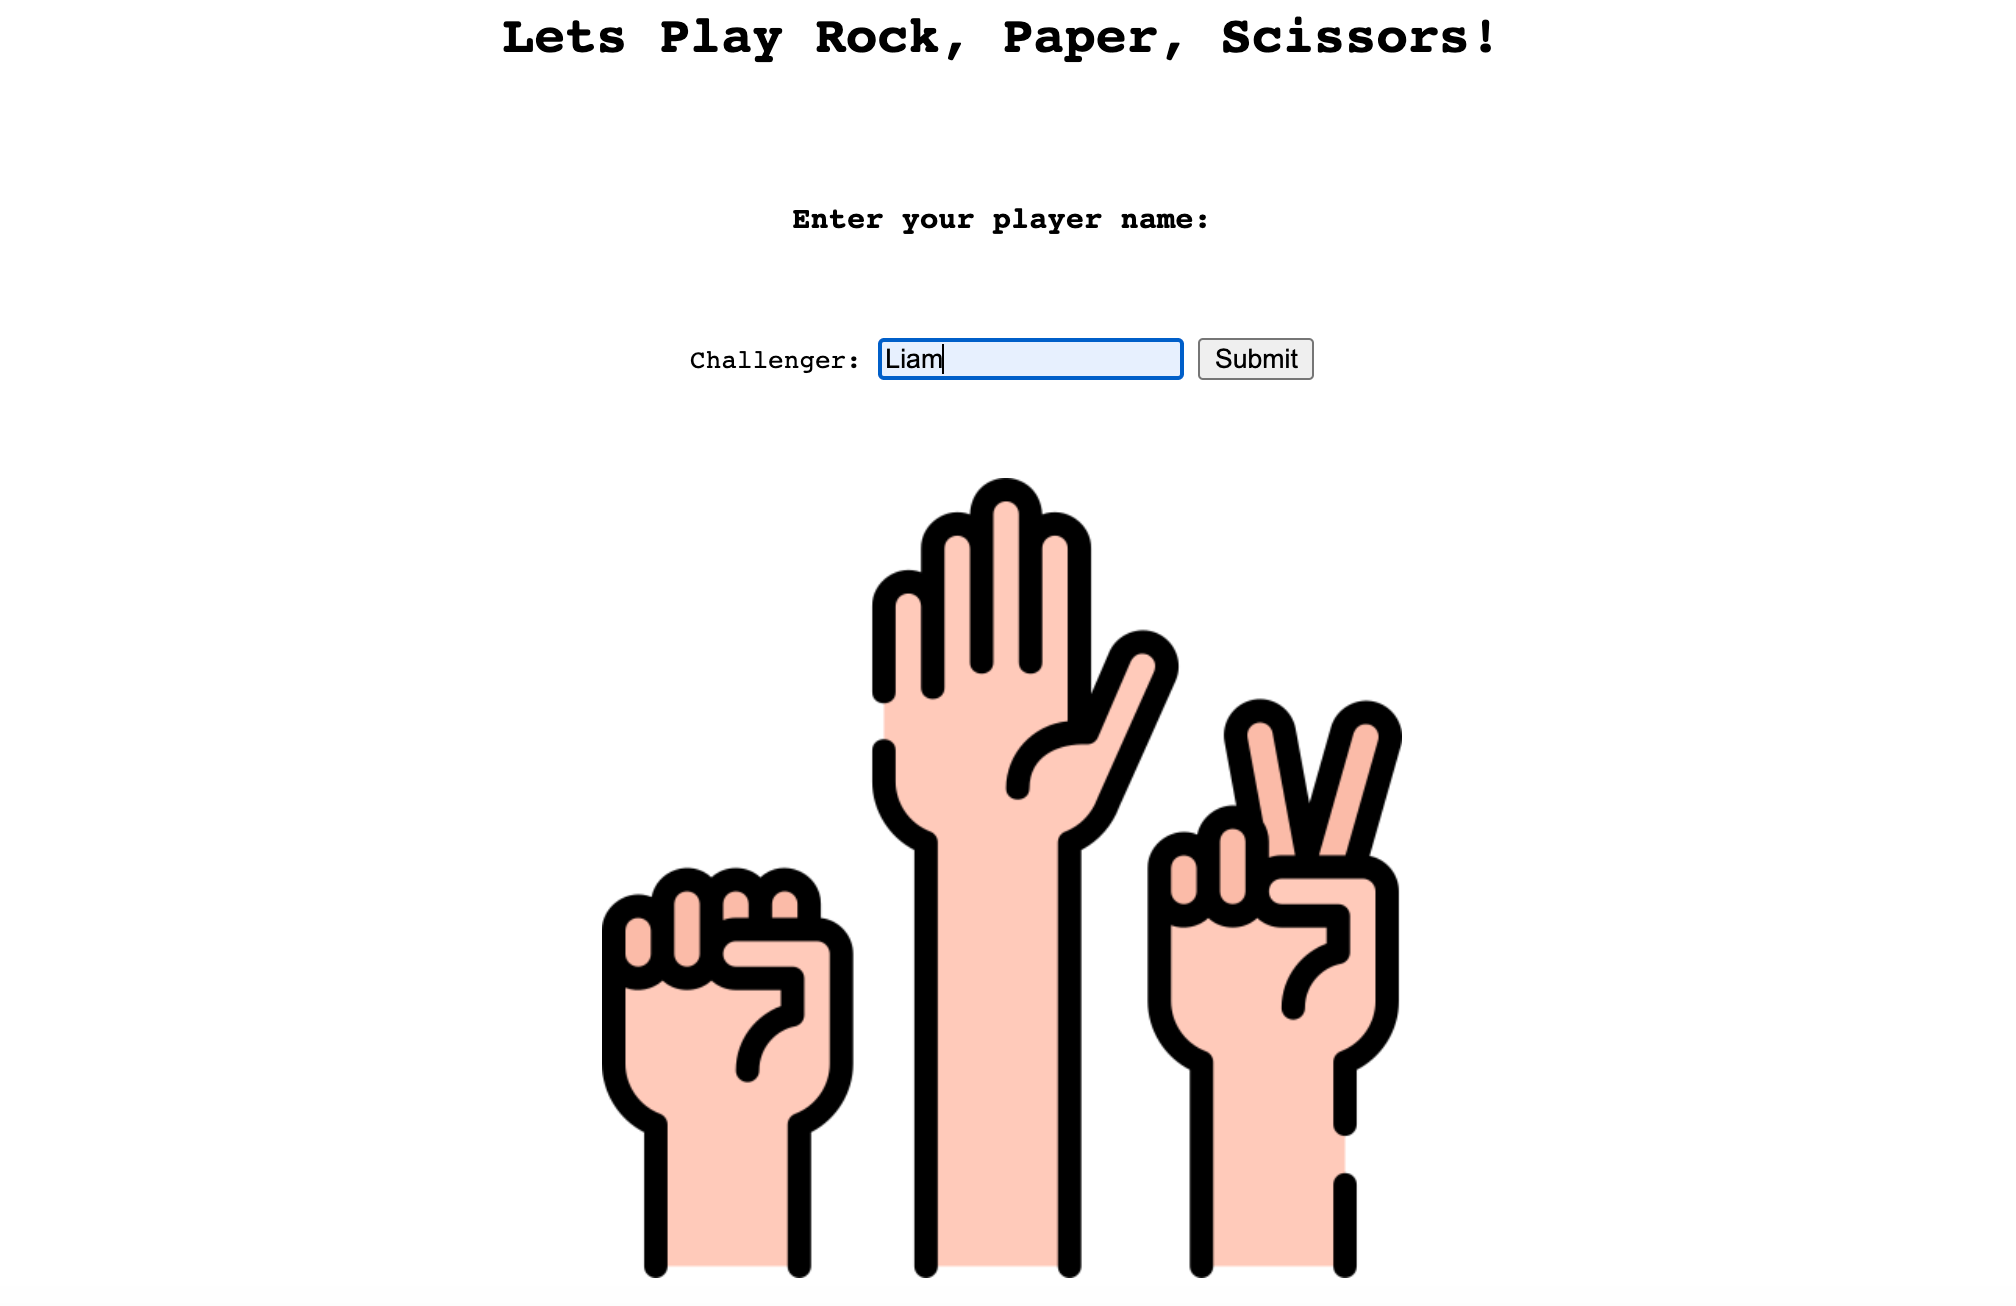 Lets Play Rock, Paper, Scissors!
Enter your player name:
Challenger: Liam Submit